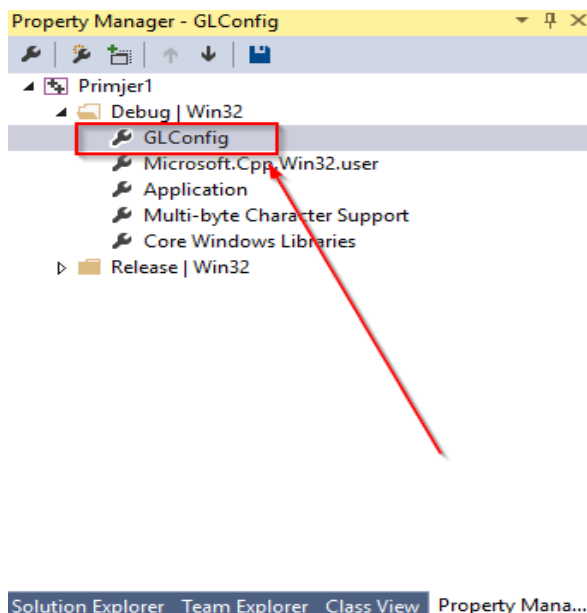 Property Manager - GLConfig
Primjer1
Debug | Win32
GLConfig
Microsoft.Cpp.Win32.user
Application
Multi-byte Character Support
Core Windows Libraries
Release | Win32
Solution Explorer Team Explorer Class View Property Mana...